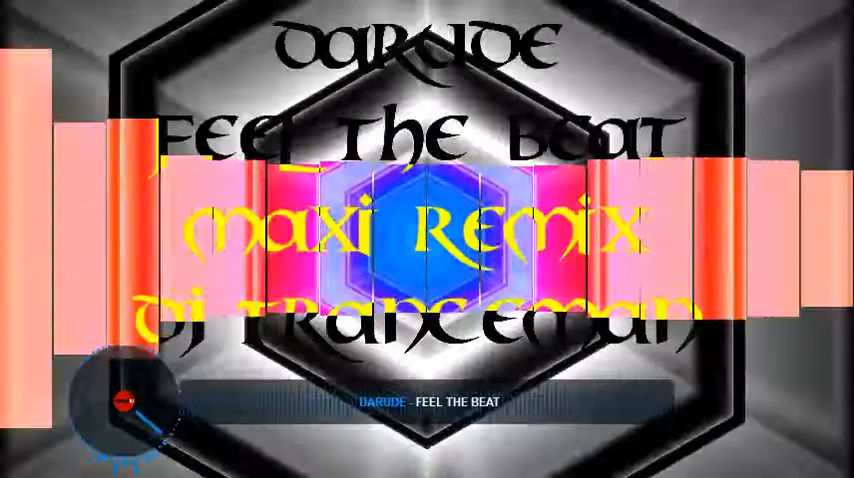 DARUDE
FEEL THE BEAT
MAXI REMIX
DJ TRANCEMAN
DARUDE - FEEL THE BEAT